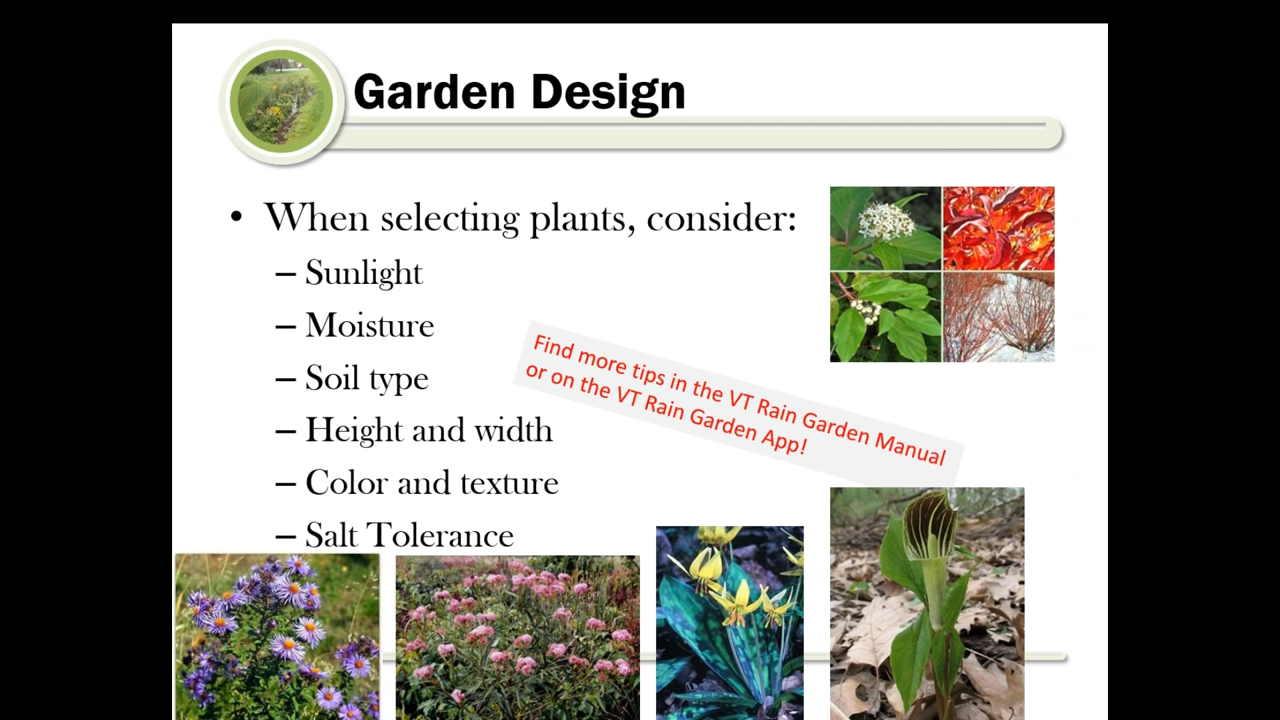 Garden Design
• When selecting plants, consider:
– Sunlight
– Moisture
– Soil type
– Height and width
– Color and texture
– Salt Tolerance
Find more tips in the VT Rain Garden Manual
or on the VT Rain Garden App!